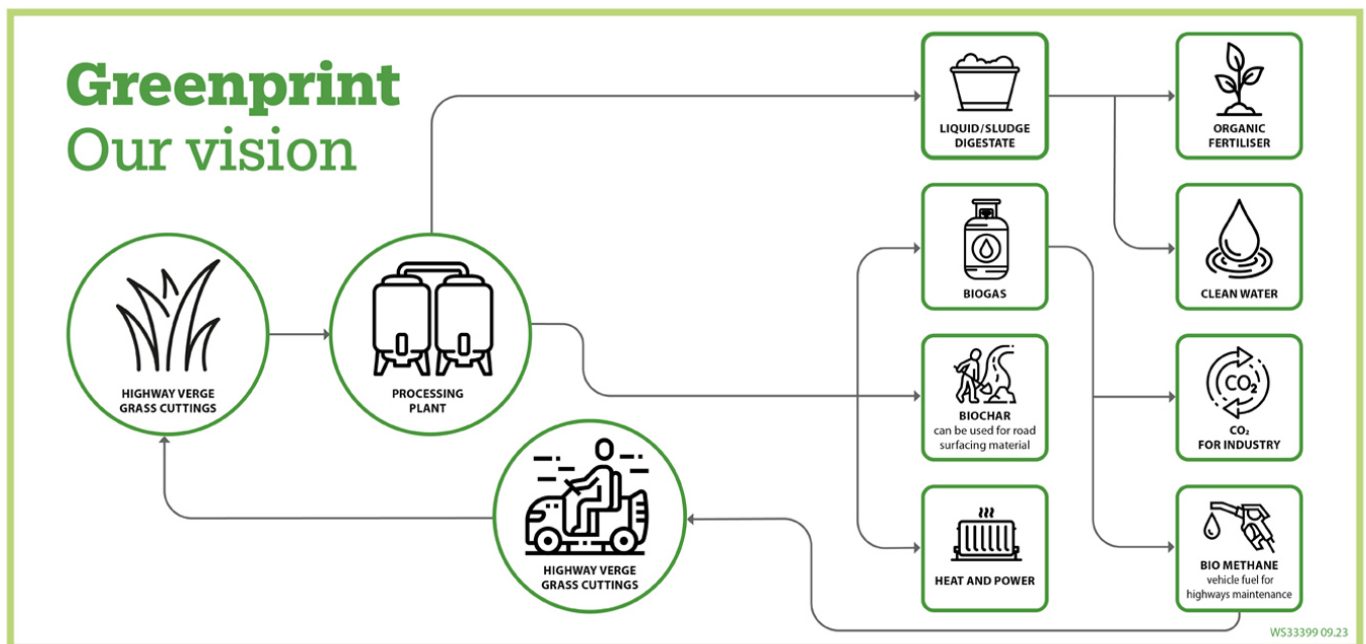 Greenprint
Our vision
HIGHWAY VERGE
GRASS CUTTINGS
PROCESSING
PLANT
HIGHWAY VERGE
GRASS CUTTINGS
LIQUID/SLUDGE
DIGESTATE
ORGANIC
FERTILISER
BIOGAS
CLEAN WATER
BIOCHAR
can be used for road
surfacing material
CO₂
CO₂
FOR INDUSTRY
HEAT AND POWER
BIO METHANE
vehicle fuel for
highways maintenance
WS33399 09.23